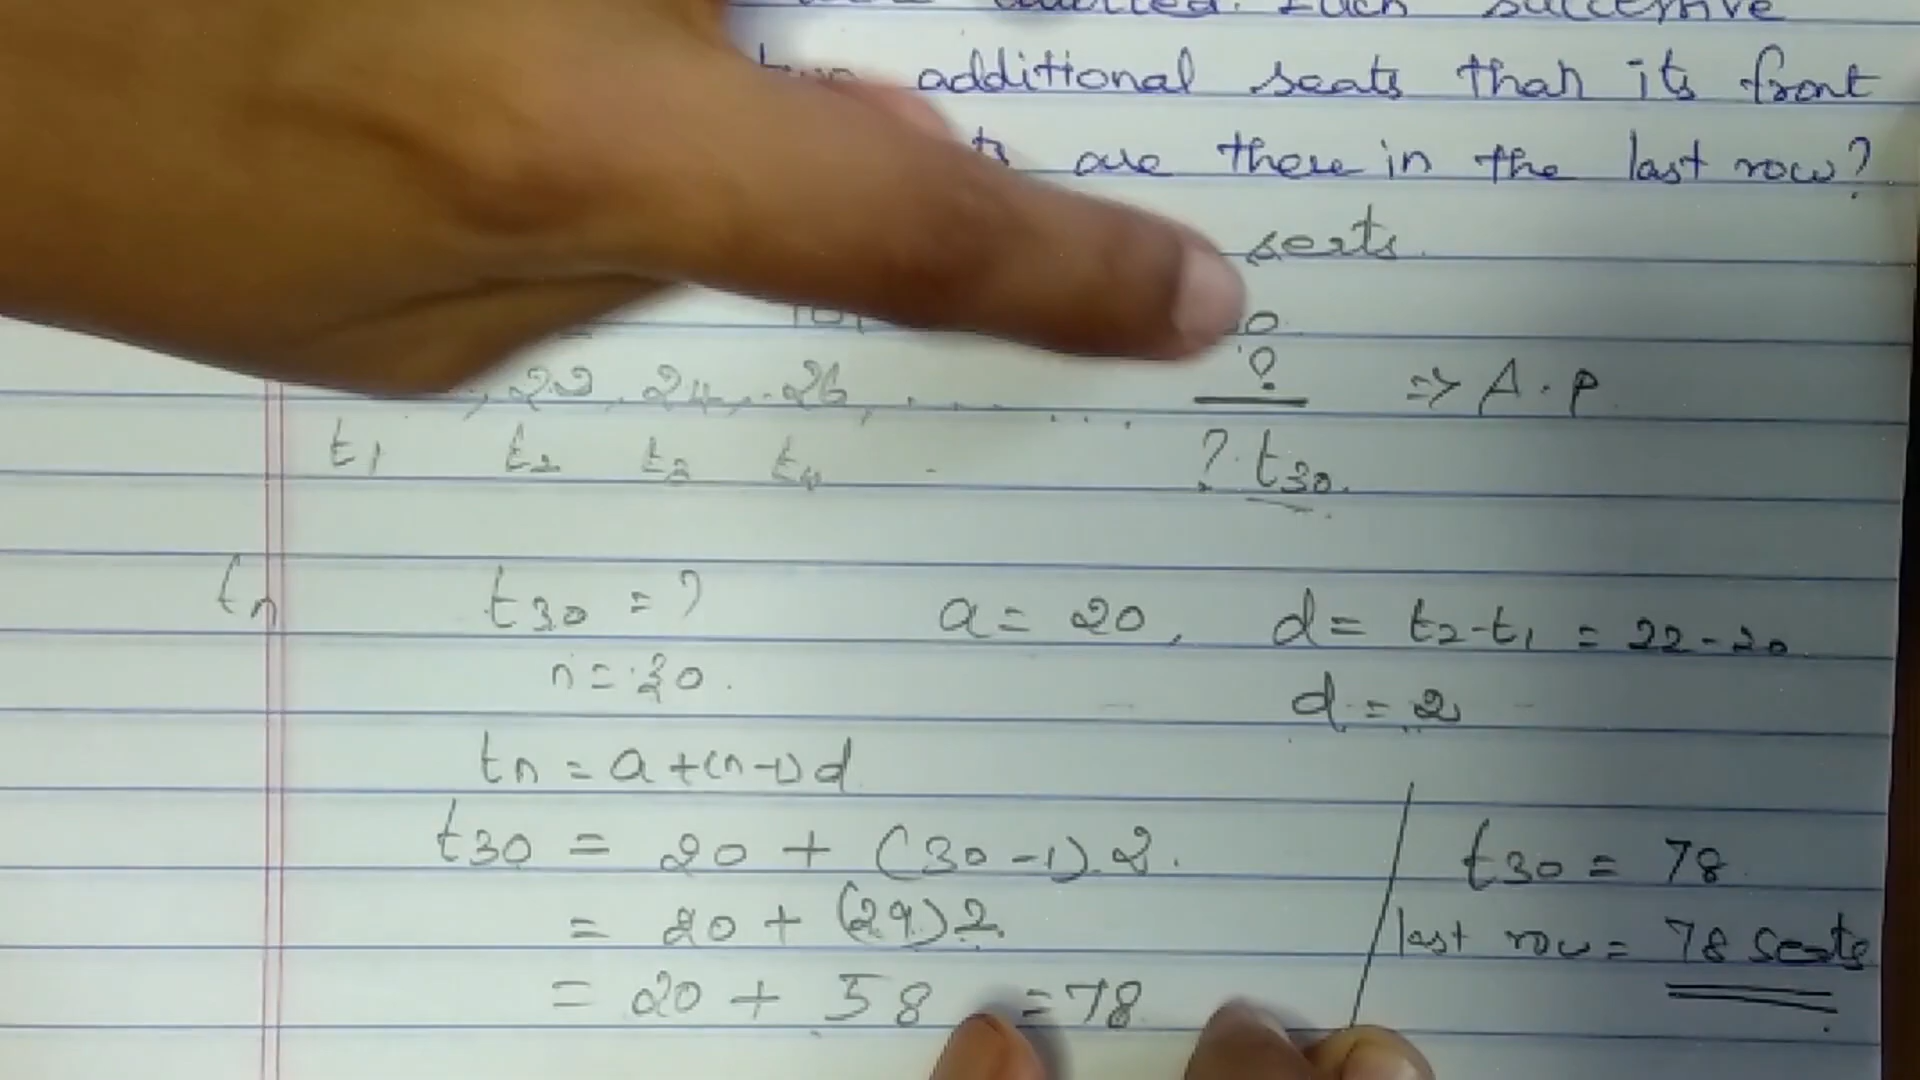 Each successive
additional seats than its front
are there in the last row?
seats.
? => A.P
, 22, 24, 26, ........
t1 t2 t3 t4 . ? t30.
tn t30 = ? a = 20, d = t2-t1 = 22-20
n = 30. d = 2
tn = a+(n-1)d
t30 = 20 + (30-1)2. t30 = 78
= 20 + (29)2 last row = 78 seats
= 20 + 58 = 78